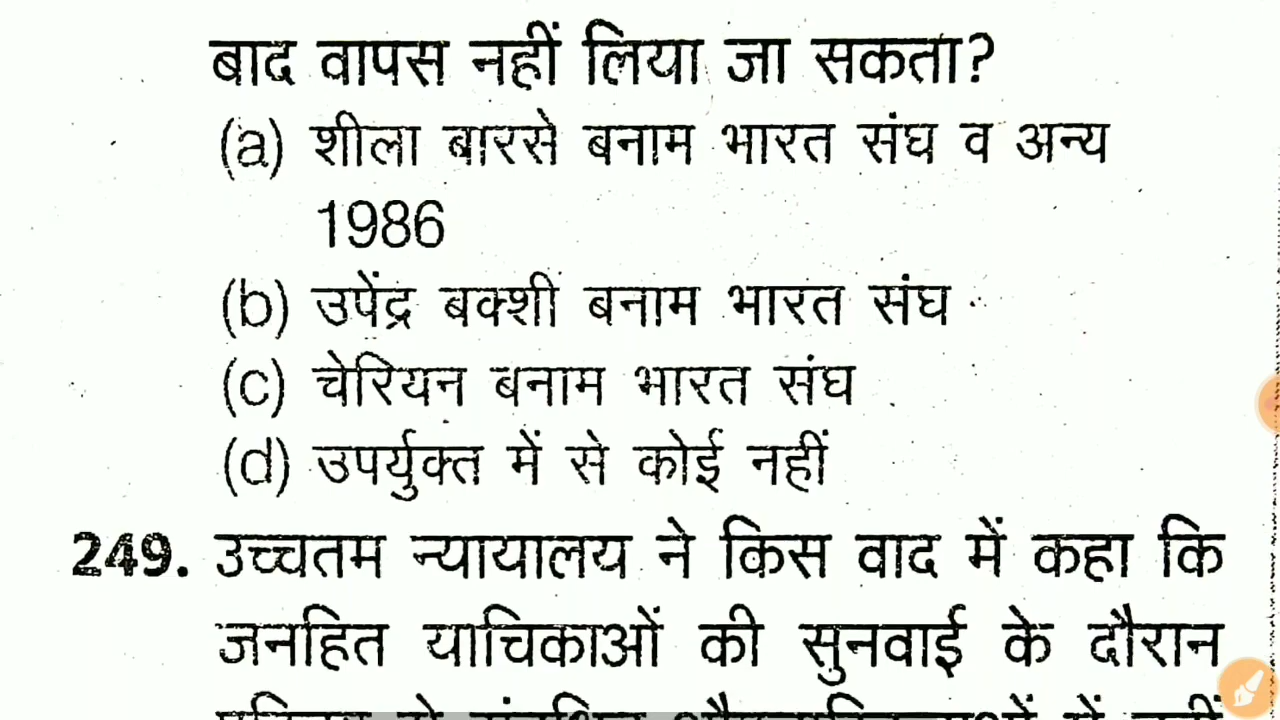 बाद वापस नहीं लिया जा सकता?
(a) शीला बारसे बनाम भारत संघ व अन्य
1986
(b) उपेंद्र बक्शी बनाम भारत संघ
(c) चेरियन बनाम भारत संघ
(d) उपर्युक्त में से कोई नहीं
249. उच्चतम न्यायालय ने किस वाद में कहा कि
जनहित याचिकाओं की सुनवाई के दौरान